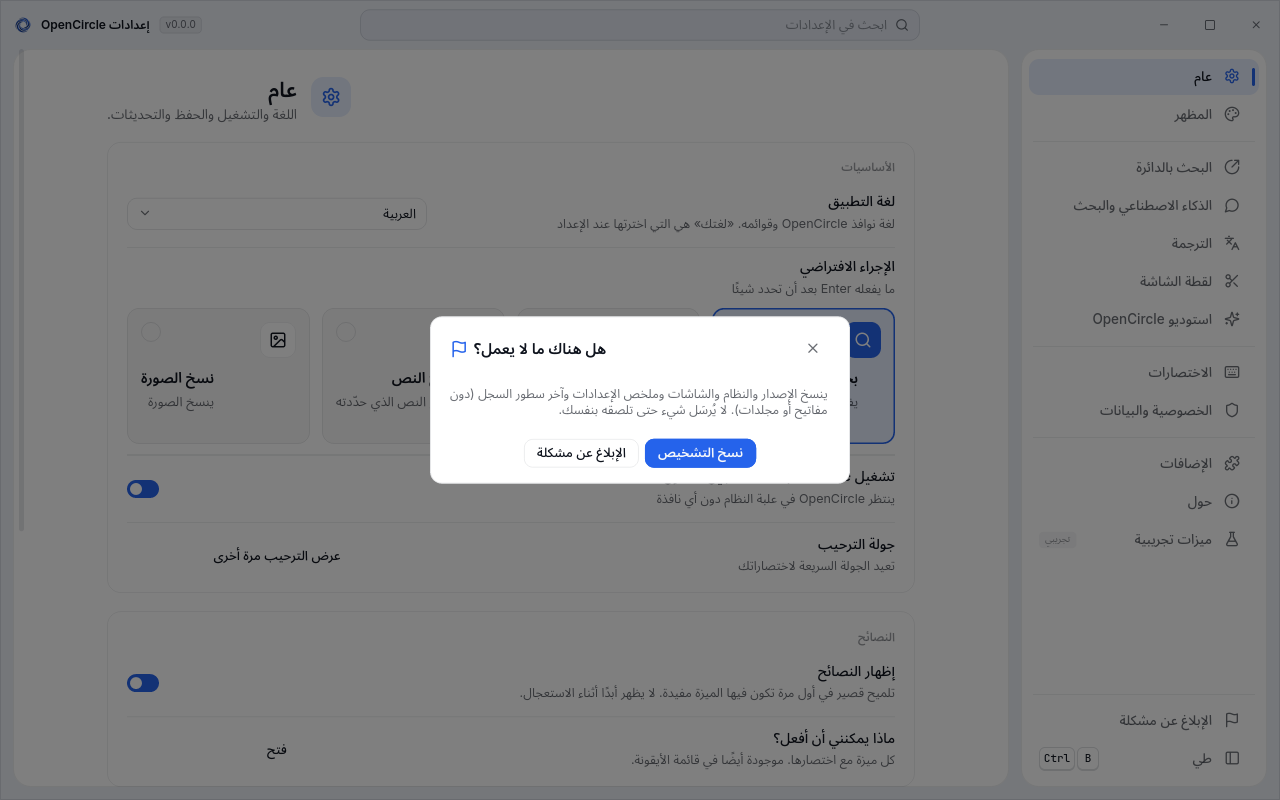 إعدادات OpenCircle
v0.0.0
ابحث في الإعدادات
عام
المظهر
البحث بالدائرة
الذكاء الاصطناعي والبحث
الترجمة
لقطة الشاشة
استوديو OpenCircle
الاختصارات
الخصوصية والبيانات
الإضافات
حول
ميزات تجريبية
تجريبي
الإبلاغ عن مشكلة
طي
Ctrl B
عام
اللغة والتشغيل والحفظ والتحديثات.
الأساسيات
لغة التطبيق
لغة نوافذ OpenCircle وقوائمه. «لغتك» هي التي اخترتها عند الإعداد
العربية
الإجراء الافتراضي
ما يفعله Enter بعد أن تحدد شيئًا
النص
النص الذي حدّدته
نسخ الصورة
ينسخ الصورة
هل هناك ما لا يعمل؟
ينسخ الإصدار والنظام والشاشات وملخص الإعدادات وآخر سطور السجل (دون
مفاتيح أو مجلدات). لا يُرسَل شيء حتى تلصقه بنفسك.
نسخ التشخيص
الإبلاغ عن مشكلة
تشغيل
ينتظر OpenCircle في علبة النظام دون أي نافذة
جولة الترحيب
تعيد الجولة السريعة لاختصاراتك
عرض الترحيب مرة أخرى
النصائح
إظهار النصائح
تلميح قصير في أول مرة تكون فيها الميزة مفيدة. لا يظهر أبدًا أثناء الاستعجال.
ماذا يمكنني أن أفعل؟
كل ميزة مع اختصارها. موجودة أيضًا في قائمة الأيقونة.
فتح